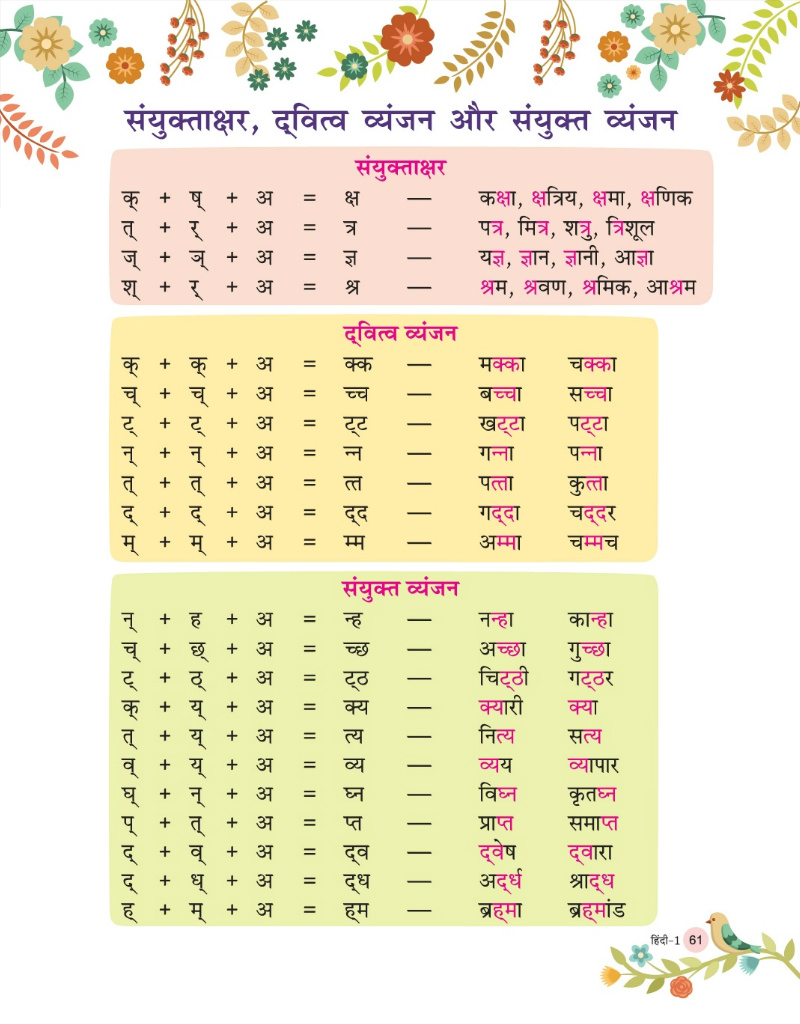 संयुक्ताक्षर, द्‌वित्व व्यंजन और संयुक्त व्यंजन
संयुक्ताक्षर
क् + ष् + अ = क्ष — कक्षा, क्षत्रिय, क्षमा, क्षणिक
त् + र् + अ = त्र — पत्र, मित्र, शत्रु, त्रिशूल
ज् + ञ् + अ = ज्ञ — यज्ञ, ज्ञान, ज्ञानी, आज्ञा
श् + र् + अ = श्र — श्रम, श्रवण, श्रमिक, आश्रम
द्‌वित्व व्यंजन
क् + क् + अ = क्क — मक्का चक्का
च् + च् + अ = च्च — बच्चा सच्चा
ट् + ट् + अ = ट्‌ट — खट्‌टा पट्‌टा
न् + न् + अ = न्न — गन्ना पन्ना
त् + त् + अ = त्त — पत्ता कुत्ता
द् + द् + अ = द्‌द — गद्‌दा चद्‌दर
म् + म् + अ = म्म — अम्मा चम्मच
संयुक्त व्यंजन
न् + ह + अ = न्ह — नन्हा कान्हा
च् + छ् + अ = च्छ — अच्छा गुच्छा
ट् + ठ् + अ = ट्‌ठ — चिट्‌ठी गट्‌ठर
क् + य् + अ = क्य — क्यारी क्या
त् + य् + अ = त्य — नित्य सत्य
व् + य् + अ = व्य — व्यय व्यापार
घ् + न् + अ = घ्न — विघ्न कृतघ्न
प् + त् + अ = प्त — प्राप्त समाप्त
द् + व् + अ = द्‌व — द्‌वेष द्‌वारा
द् + ध् + अ = द्‌ध — अद्‌र्ध श्राद्‌ध
ह् + म् + अ = ह्‌म — ब्रह्‌मा ब्रह्‌मांड
हिंदी-1 61